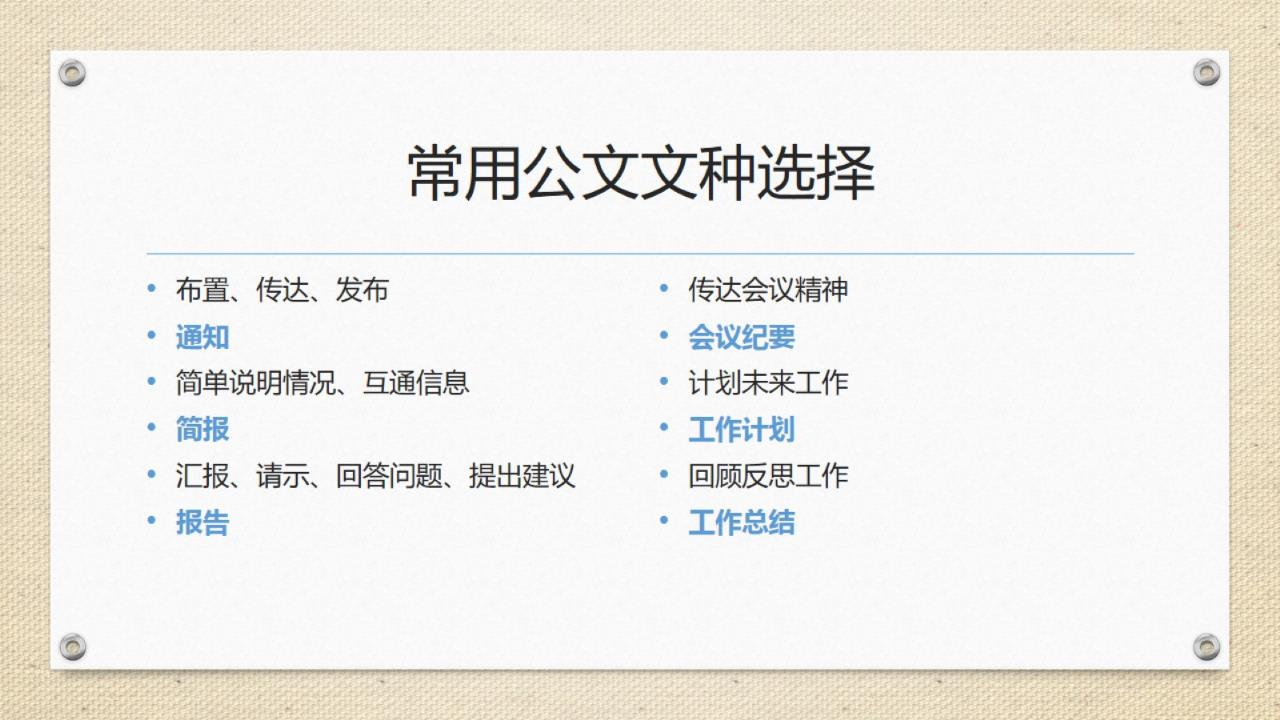 常用公文文种选择
布置、传达、发布
通知
简单说明情况、互通信息
简报
汇报、请示、回答问题、提出建议
报告
传达会议精神
会议纪要
计划未来工作
工作计划
回顾反思工作
工作总结